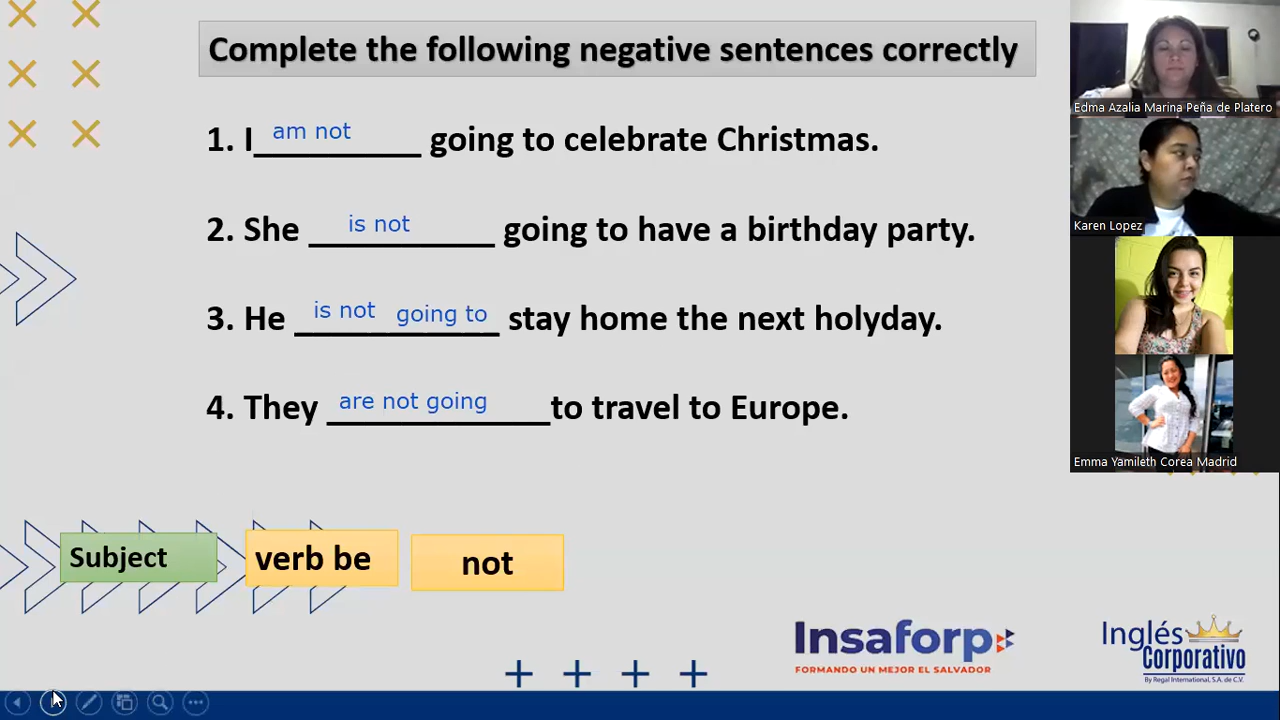 Complete the following negative sentences correctly
1. I am not going to celebrate Christmas.
2. She is not going to have a birthday party.
3. He is not going to stay home the next holyday.
4. They are not going to travel to Europe.
Subject verb be not
Insaforp
FORMANDO UN MEJOR EL SALVADOR
Inglés
Corporativo
By Regal International, S.A. de C.V.
Edma Azalia Marina Peña de Platero
Karen Lopez
Emma Yamileth Corea Madrid